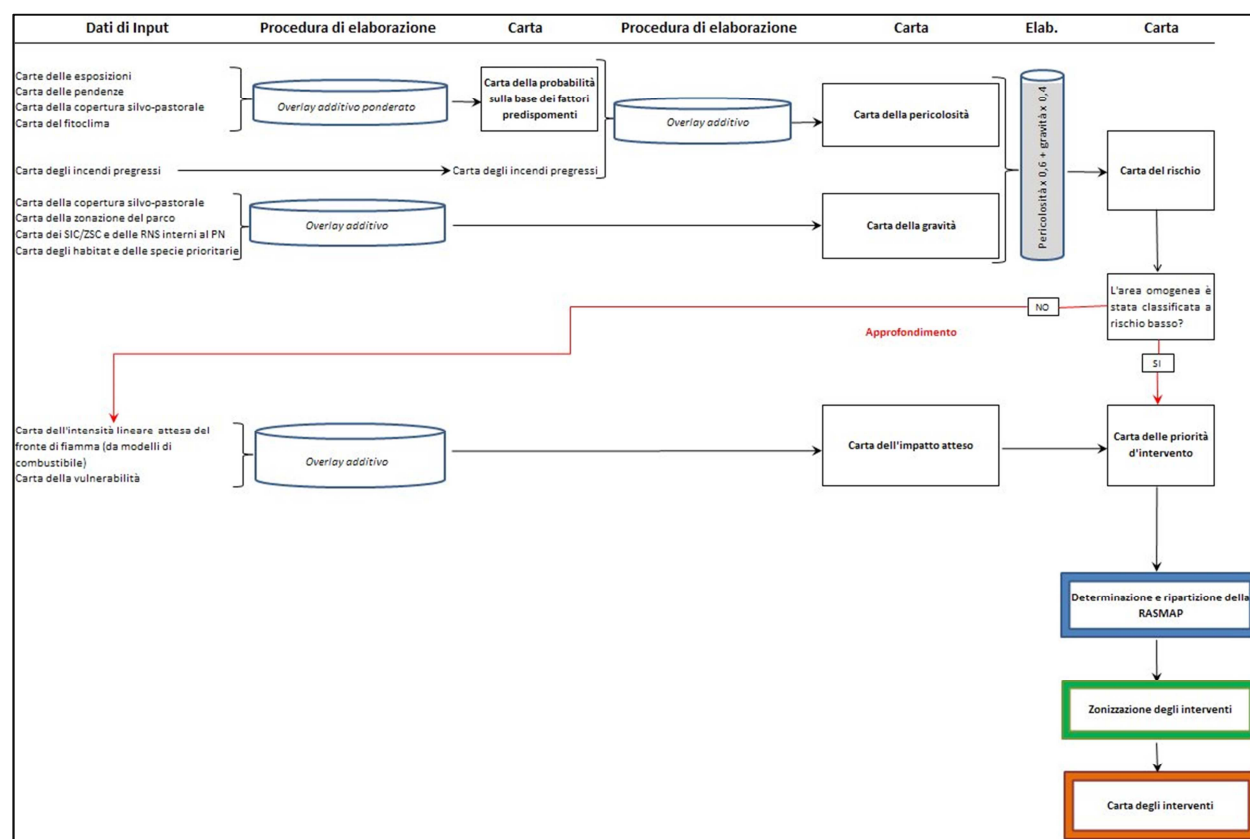 Dati di Input
Procedura di elaborazione
Carta
Procedura di elaborazione
Carta
Elab.
Carta
Carte delle esposizioni
Carta delle pendenze
Carta della copertura silvo-pastorale
Carta del fitoclima
Overlay additivo ponderato
Carta della probabilità
sulla base dei fattori
predispomenti
Overlay additivo
Carta della pericolosità
Pericolosità x 0,6 + gravità x 0,4
Carta del rischio
Carta degli incendi pregressi
Carta degli incendi pregressi
Carta della copertura silvo-pastorale
Carta della zonazione del parco
Carta dei SIC/ZSC e delle RNS interni al PN
Carta degli habitat e delle specie prioritarie
Overlay additivo
Carta della gravità
L'area omogenea è
stata classificata a
rischio basso?
NO
Approfondimento
SI
Carta dell'intensità lineare attesa del
fronte di fiamma (da modelli di
combustibile)
Carta della vulnerabilità
Overlay additivo
Carta dell'impatto atteso
Carta delle priorità
d'intervento
Determinazione e ripartizione della
RASMAP
Zonizzazione degli interventi
Carta degli interventi